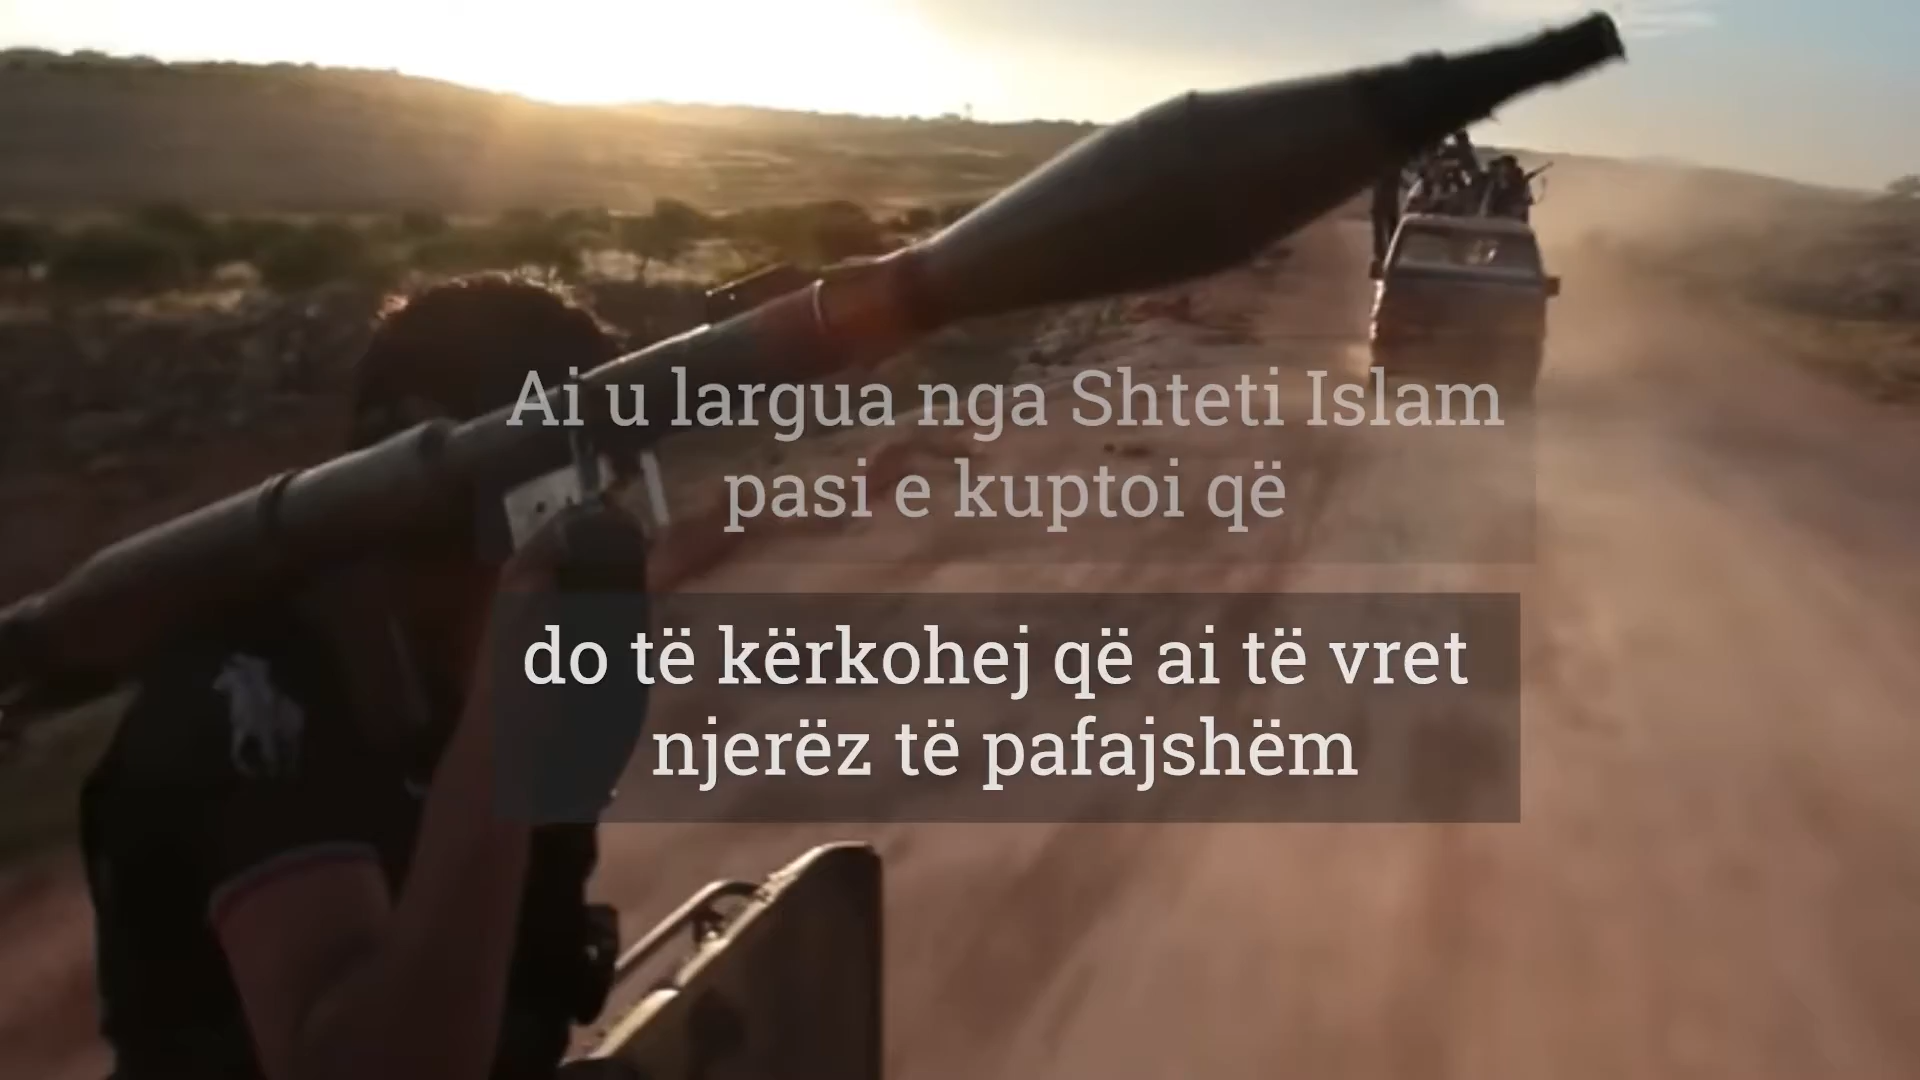 Ai u largua nga Shteti Islam
pasi e kuptoi që
do të kërkohej që ai të vret
njerëz të pafajshëm